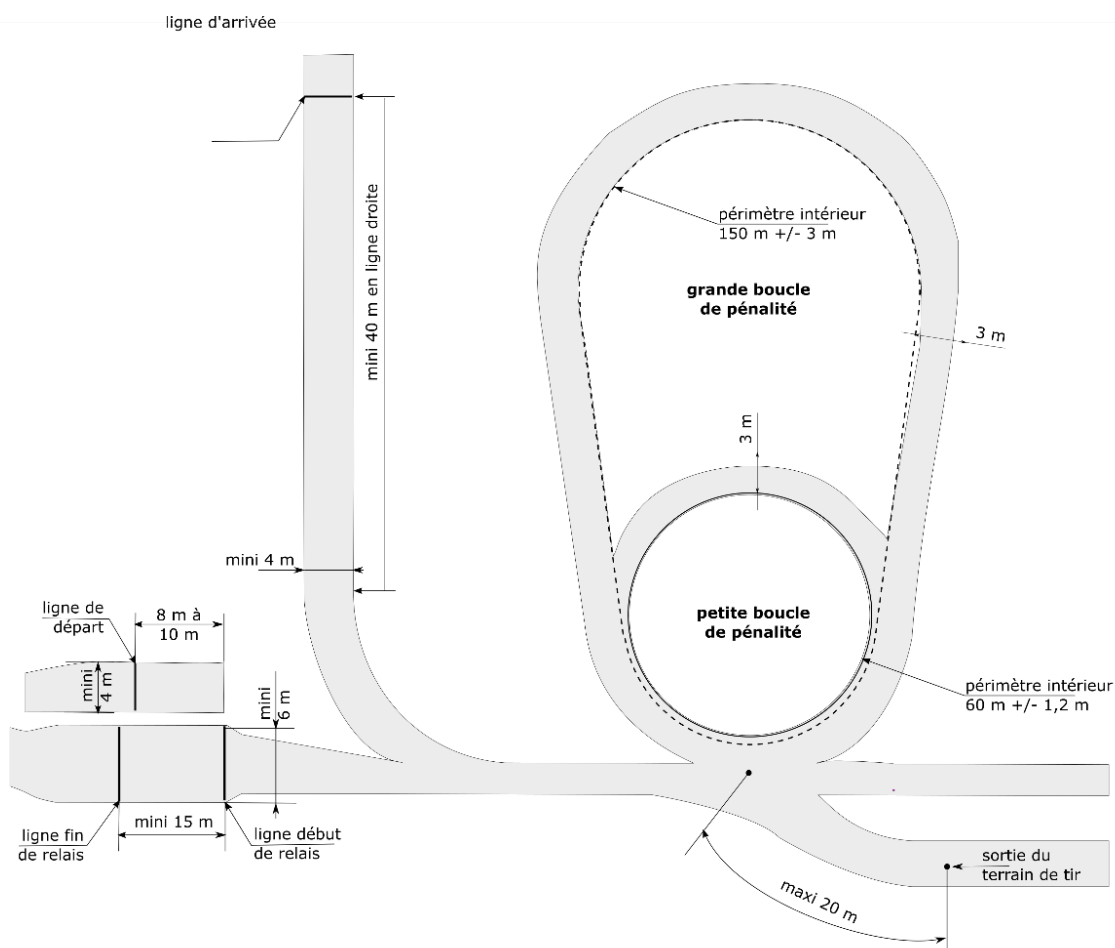 ligne d'arrivée
mini 40 m en ligne droite
périmètre intérieur
150 m +/- 3 m
grande boucle
de pénalité
3 m
3 m
mini 4 m
ligne de
départ
8 m à
10 m
petite boucle
de pénalité
mini
4 m
mini
6 m
périmètre intérieur
60 m +/- 1,2 m
ligne fin
de relais
mini 15 m
ligne début
de relais
sortie du
terrain de tir
maxi 20 m